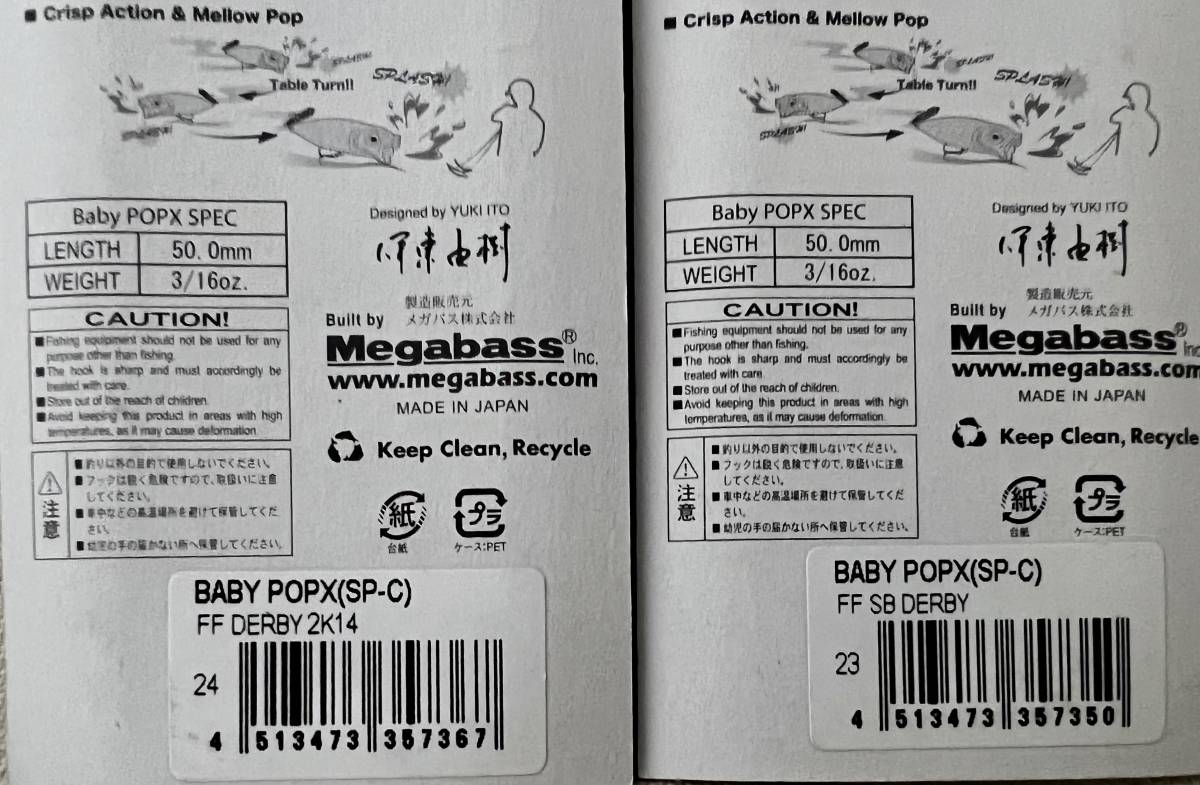 ■ Crisp Action & Mellow Pop
SPLASH!
SPLASH!!
Table Turn!!
SPLASH!
Baby POPX SPEC
LENGTH 50.0mm
WEIGHT 3/16oz.
Designed by YUKI ITO
伊東由樹
CAUTION!
■Fishing equipment should not be used for any
purpose other than fishing.
■The hook is sharp and must accordingly be
treated with care.
■Store out of the reach of children.
■Avoid keeping this product in areas with high
temperatures, as it may cause deformation.
製造販売元
Built by メガバス株式会社
Megabass® Inc.
www.megabass.com
MADE IN JAPAN
Keep Clean, Recycle
注意
■釣り以外の目的で使用しないでください。
■フックは鋭く危険ですので、取扱いに注意
してください。
■車中などの高温場所を避けて保管してくだ
さい。
■幼児の手の届かない所へ保管してください。
紙
台紙
プラ
ケース:PET
BABY POPX(SP-C)
FF DERBY 2K14
24
4 513473 357367
■ Crisp Action & Mellow Pop
SPLASH!
SPLASH!!
Table Turn!!
SPLASH!
Baby POPX SPEC
LENGTH 50.0mm
WEIGHT 3/16oz.
Designed by YUKI ITO
伊東由樹
CAUTION!
■Fishing equipment should not be used for any
purpose other than fishing.
■The hook is sharp and must accordingly be
treated with care.
■Store out of the reach of children.
■Avoid keeping this product in areas with high
temperatures, as it may cause deformation.
製造販売元
Built by メガバス株式会社
Megabass® Inc
www.megabass.com
MADE IN JAPAN
Keep Clean, Recycle
注意
■釣り以外の目的で使用しないでください。
■フックは鋭く危険ですので、取扱いに注意
してください。
■車中などの高温場所を避けて保管してくだ
さい。
■幼児の手の届かない所へ保管してください。
紙
台紙
プラ
ケース:PET
BABY POPX(SP-C)
FF SB DERBY
23
4 513473 357350